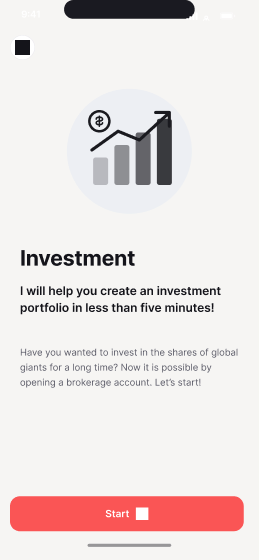 9:41
Investment
I will help you create an investment
portfolio in less than five minutes!
Have you wanted to invest in the shares of global
giants for a long time? Now it is possible by
opening a brokerage account. Let's start!
Start